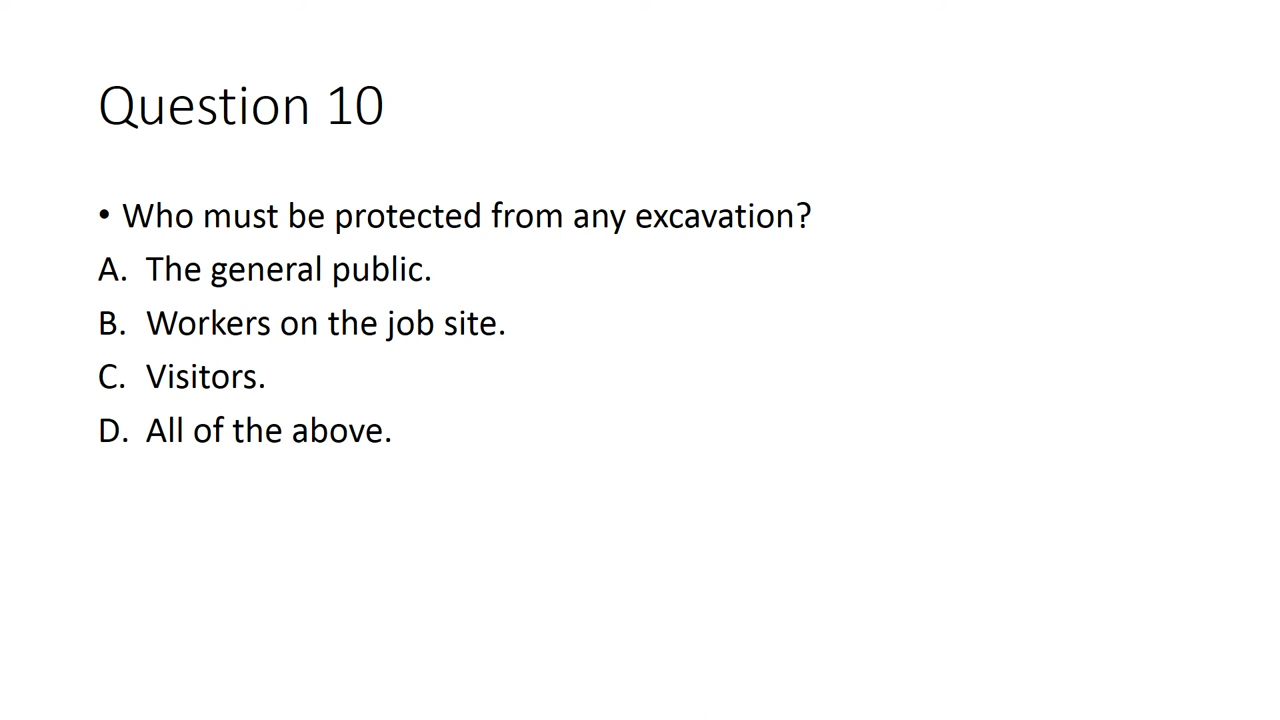 Question 10
• Who must be protected from any excavation?
A. The general public.
B. Workers on the job site.
C. Visitors.
D. All of the above.